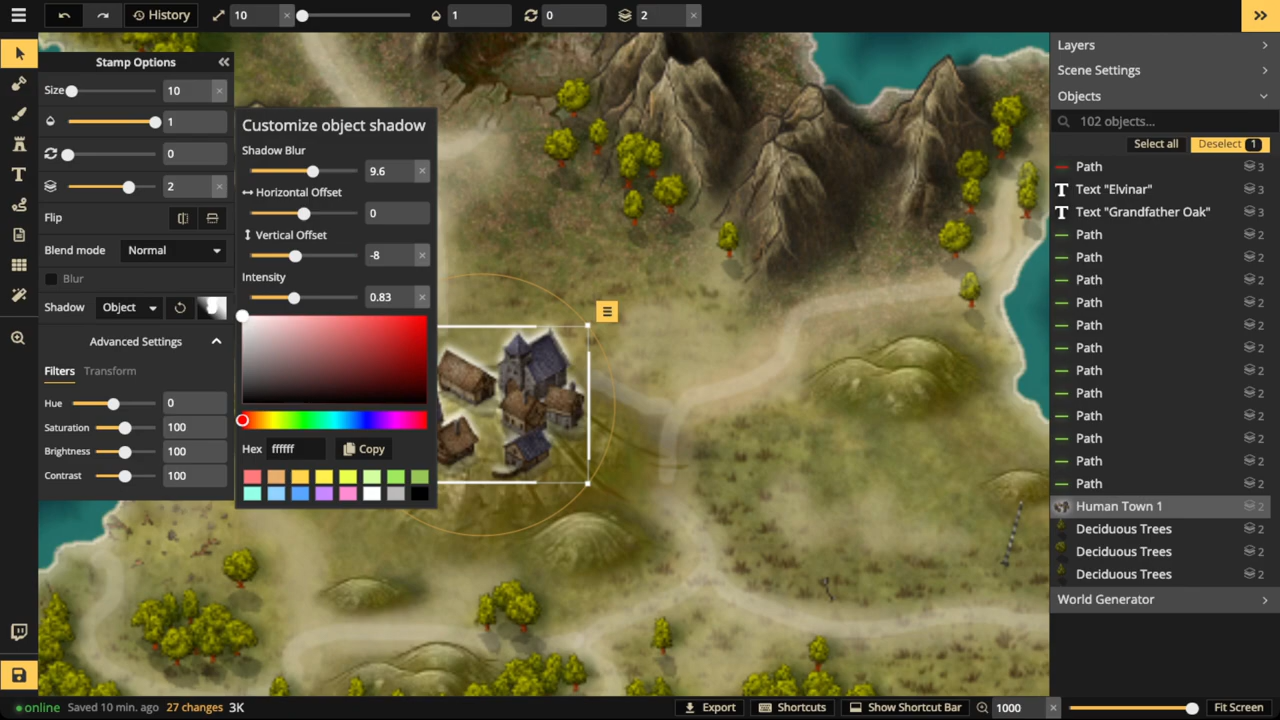 History
10 ×
1
0
2 ×
Stamp Options
Size
10 ×
1
0
2 ×
Flip
Blend mode
Normal
Blur
Shadow
Object
Advanced Settings
Filters
Transform
Hue
0
Saturation
100
Brightness
100
Contrast
100
Customize object shadow
Shadow Blur
9.6 ×
Horizontal Offset
0
Vertical Offset
-8 ×
Intensity
0.83 ×
Hex
ffffff
Copy
Layers
Scene Settings
Objects
102 objects...
Select all
Deselect 1
Path 3
T Text "Elvinar" 3
T Text "Grandfather Oak" 3
Path 2
Path 2
Path 2
Path 2
Path 2
Path 2
Path 2
Path 2
Path 2
Path 2
Path 2
Path 2
Human Town 1 2
Deciduous Trees 2
Deciduous Trees 2
Deciduous Trees 2
World Generator
online
Saved 10 min. ago
27 changes
3K
Export
Shortcuts
Show Shortcut Bar
1000 ×
Fit Screen